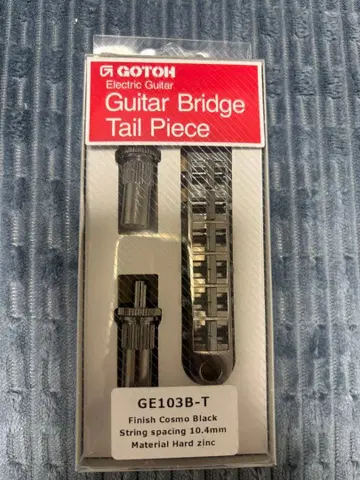 GOTOH
Electric Guitar
Guitar Bridge
Tail Piece
GE103B-T
Finish Cosmo Black
String spacing 10.4mm
Material Hard zinc